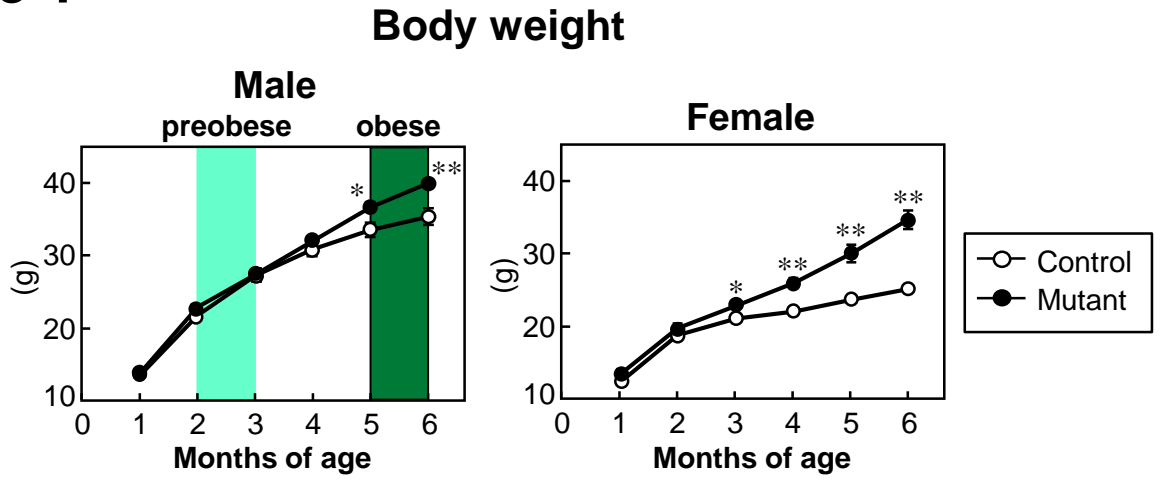 Body weight
Male
preobese obese
(g)
40
30
20
10
* **
0 1 2 3 4 5 6
Months of age
Female
(g)
40
30
20
10
* ** ** **
0 1 2 3 4 5 6
Months of age
Control
Mutant